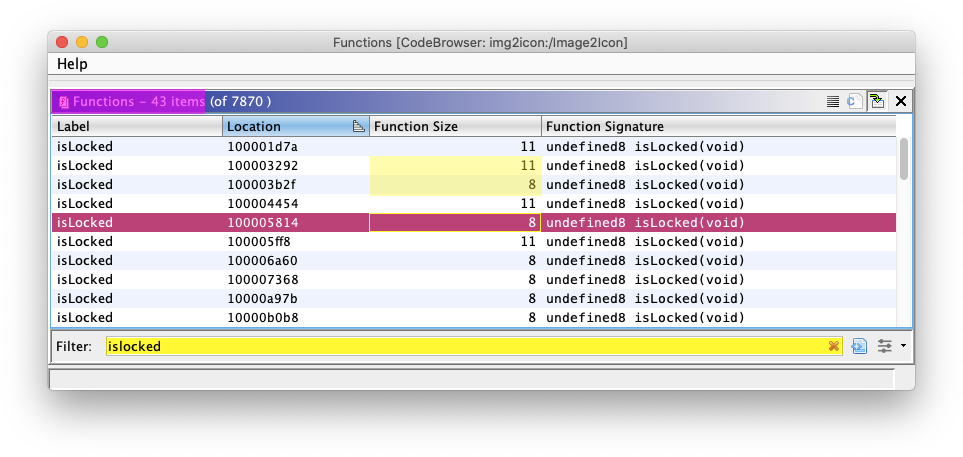 Functions [CodeBrowser: img2icon:/Image2Icon]
Help
Functions – 43 items (of 7870 )
Label Location Function Size Function Signature
isLocked 100001d7a 11 undefined8 isLocked(void)
isLocked 100003292 11 undefined8 isLocked(void)
isLocked 100003b2f 8 undefined8 isLocked(void)
isLocked 100004454 11 undefined8 isLocked(void)
isLocked 100005814 8 undefined8 isLocked(void)
isLocked 100005ff8 11 undefined8 isLocked(void)
isLocked 100006a60 8 undefined8 isLocked(void)
isLocked 100007368 8 undefined8 isLocked(void)
isLocked 10000a97b 8 undefined8 isLocked(void)
isLocked 10000b0b8 8 undefined8 isLocked(void)
Filter: islocked